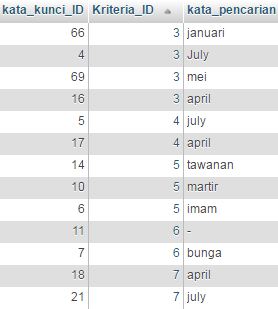 kata_kunci_ID Kriteria_ID kata_pencarian
66 3 januari
4 3 July
69 3 mei
16 3 april
5 4 july
17 4 april
14 5 tawanan
10 5 martir
6 5 imam
11 6 -
7 6 bunga
18 7 april
21 7 july